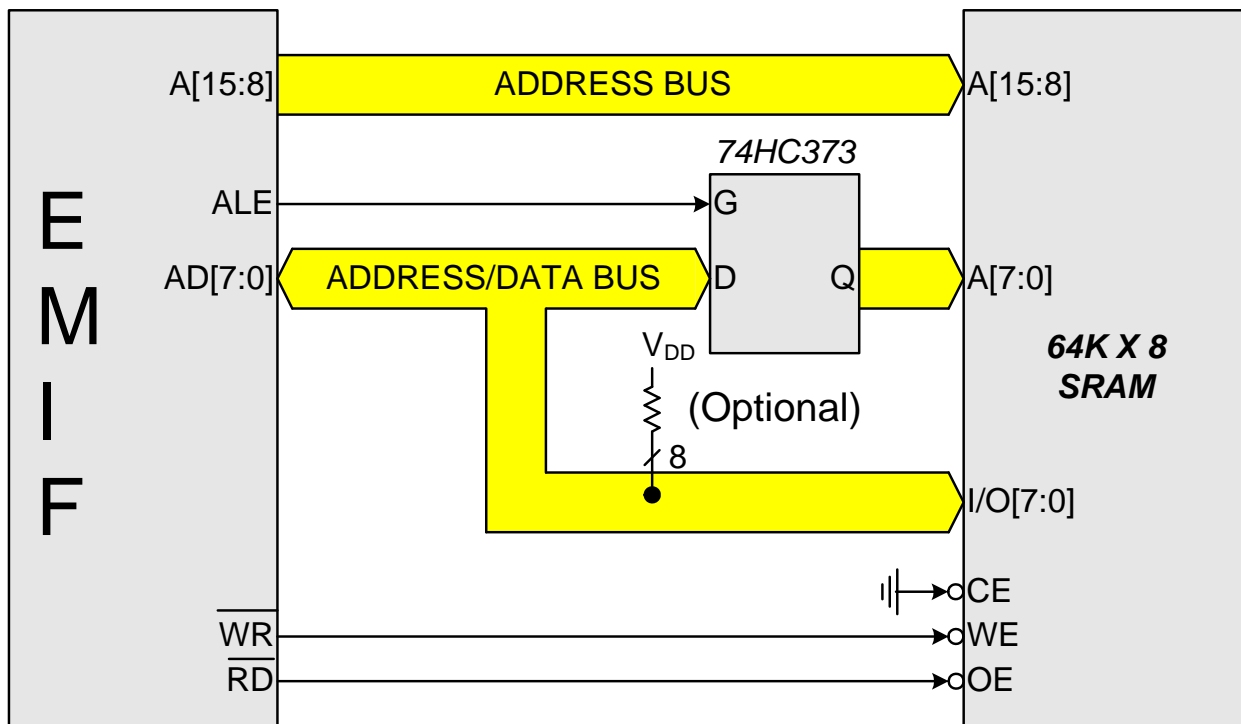 A[15:8] ADDRESS BUS A[15:8]
74HC373
ALE G
AD[7:0] ADDRESS/DATA BUS D Q A[7:0]
E
M
I
F
64K X 8
SRAM
VDD
(Optional)
8
I/O[7:0]
CE
WR WE
RD OE